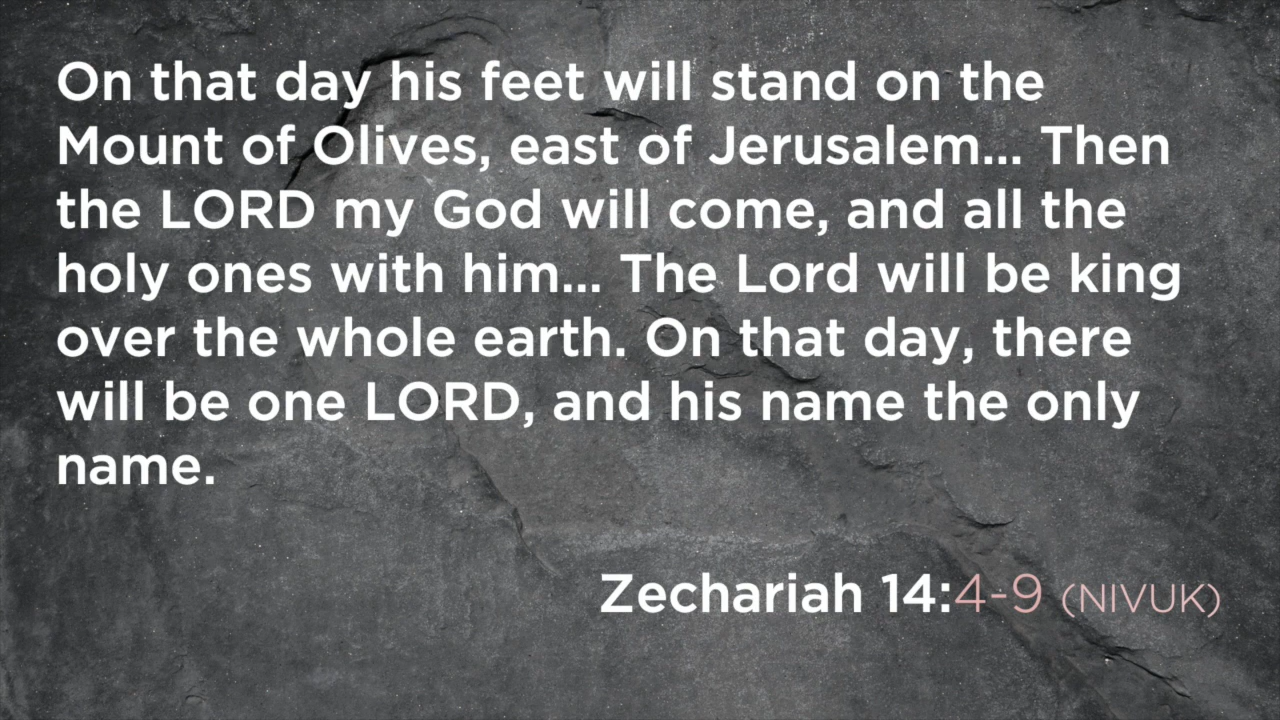 On that day his feet will stand on the
Mount of Olives, east of Jerusalem... Then
the LORD my God will come, and all the
holy ones with him... The Lord will be king
over the whole earth. On that day, there
will be one LORD, and his name the only
name.
Zechariah 14:4-9 (NIVUK)